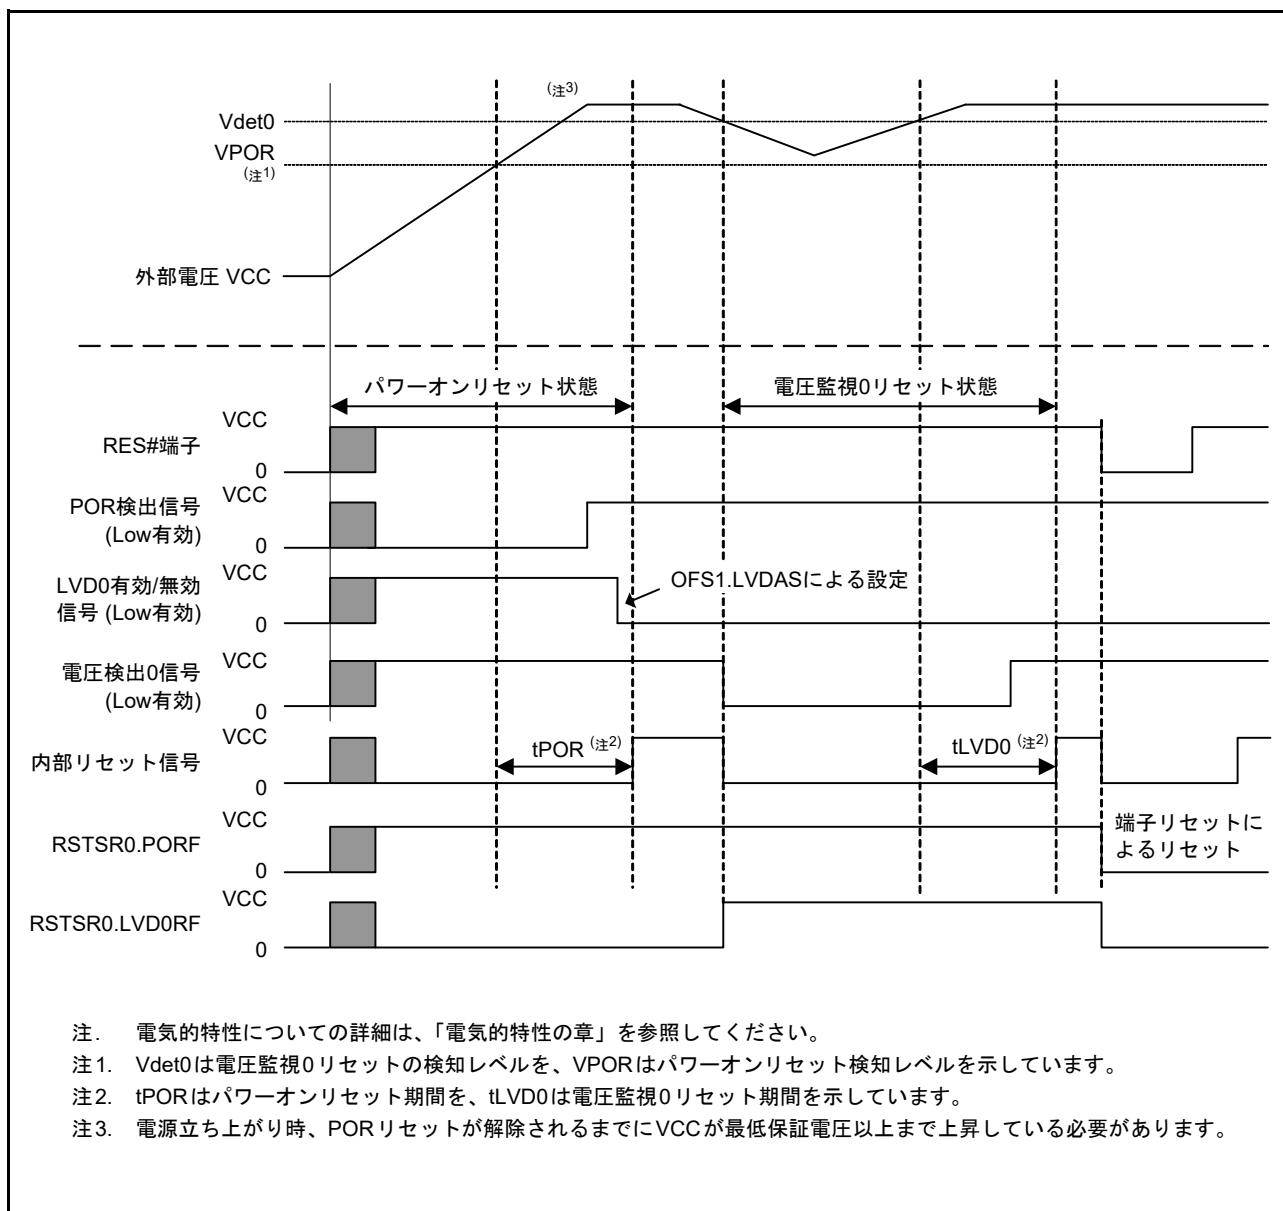 (注3)
Vdet0
VPOR
(注1)
外部電圧 VCC
パワーオンリセット状態
電圧監視0リセット状態
VCC
RES#端子
0
VCC
POR検出信号
(Low有効)
0
VCC
LVD0有効/無効
信号 (Low有効)
0
OFS1.LVDASによる設定
VCC
電圧検出0信号
(Low有効)
0
VCC
内部リセット信号
0
tPOR (注2)
tLVD0 (注2)
VCC
RSTSR0.PORF
0
端子リセットに
よるリセット
VCC
RSTSR0.LVD0RF
0
注. 電気的特性についての詳細は、「電気的特性の章」を参照してください。
注1. Vdet0は電圧監視0リセットの検知レベルを、VPORはパワーオンリセット検知レベルを示しています。
注2. tPORはパワーオンリセット期間を、tLVD0は電圧監視0リセット期間を示しています。
注3. 電源立ち上がり時、PORリセットが解除されるまでにVCCが最低保証電圧以上まで上昇している必要があります。